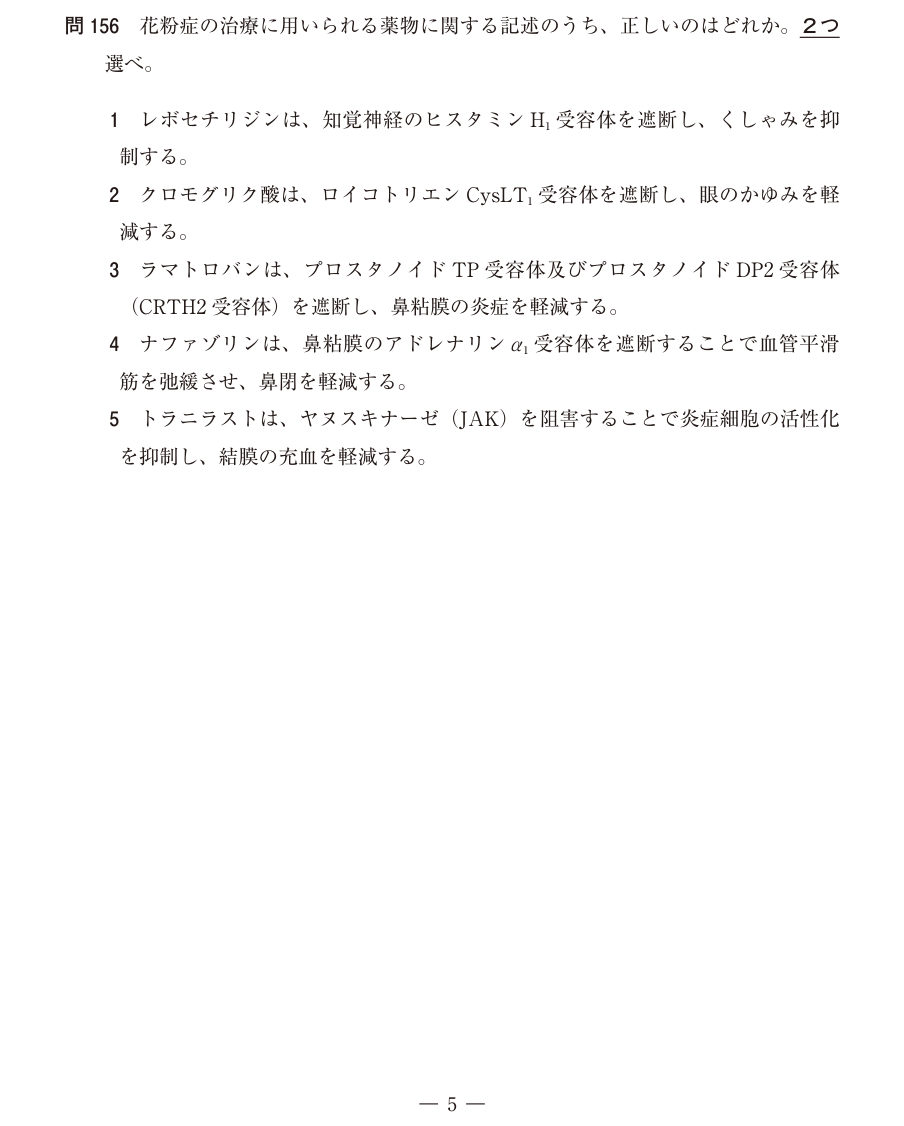 問 156　花粉症の治療に用いられる薬物に関する記述のうち、正しいのはどれか。2つ
選べ。
1　レボセチリジンは、知覚神経のヒスタミン H₁ 受容体を遮断し、くしゃみを抑
制する。
2　クロモグリク酸は、ロイコトリエン CysLT₁ 受容体を遮断し、眼のかゆみを軽
減する。
3　ラマトロバンは、プロスタノイド TP 受容体及びプロスタノイド DP2 受容体
（CRTH2 受容体）を遮断し、鼻粘膜の炎症を軽減する。
4　ナファゾリンは、鼻粘膜のアドレナリン α₁ 受容体を遮断することで血管平滑
筋を弛緩させ、鼻閉を軽減する。
5　トラニラストは、ヤヌスキナーゼ（JAK）を阻害することで炎症細胞の活性化
を抑制し、結膜の充血を軽減する。
― 5 ―